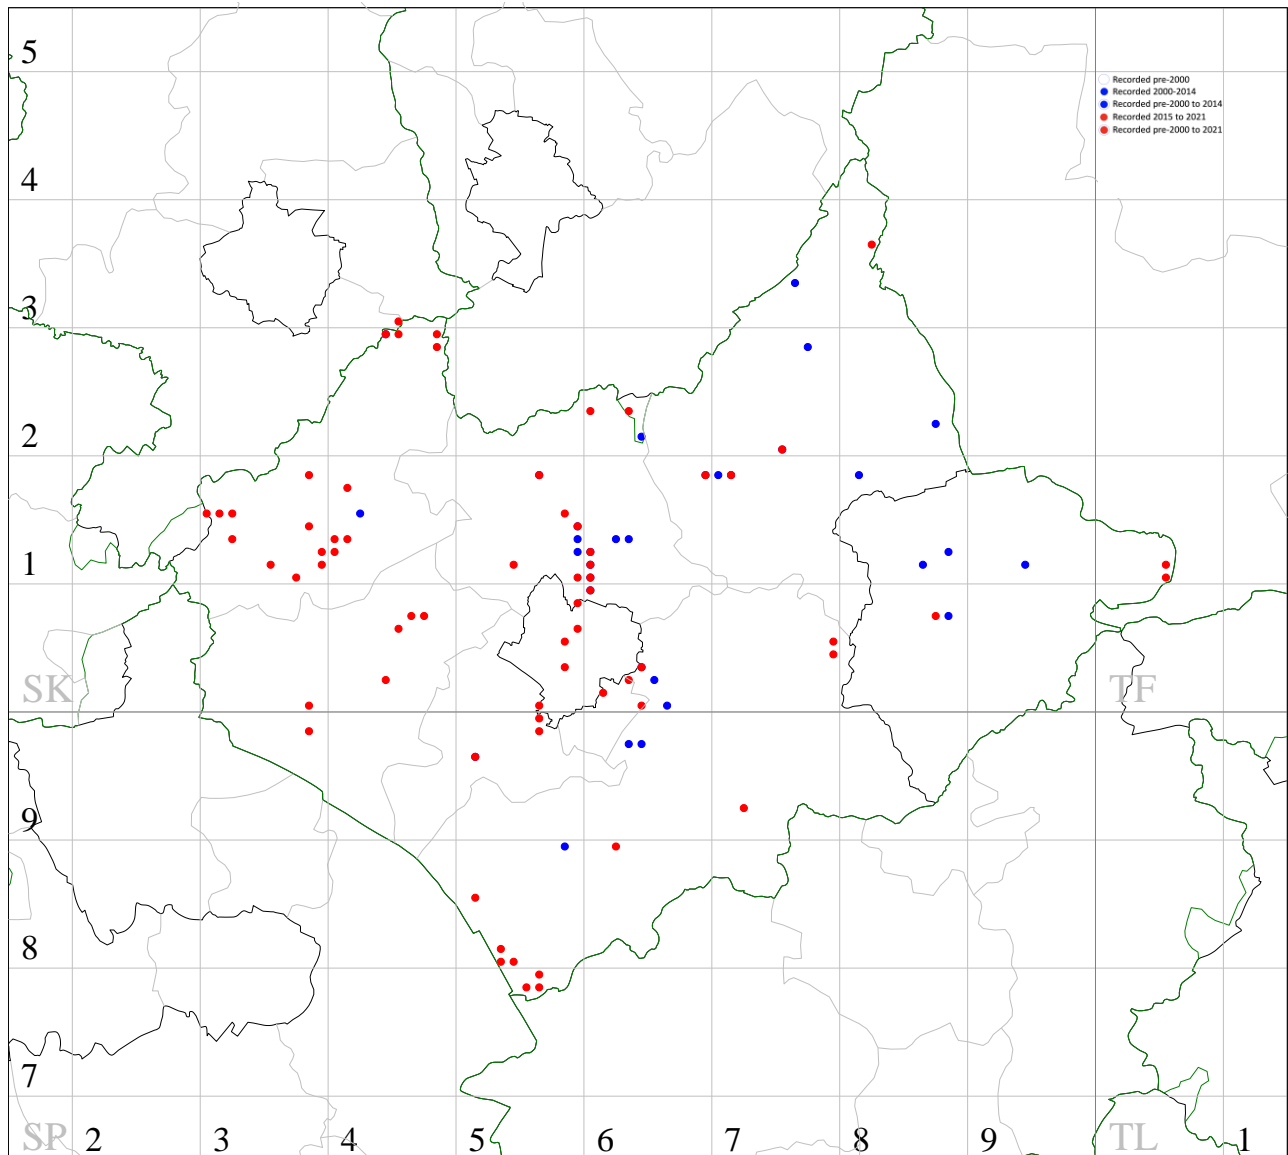 5
Recorded pre-2000
Recorded 2000-2014
Recorded pre-2000 to 2014
Recorded 2015 to 2021
Recorded pre-2000 to 2021
4
3
2
1
SK
TF
9
8
7
SP 2 3 4 5 6 7 8 9 TL 1